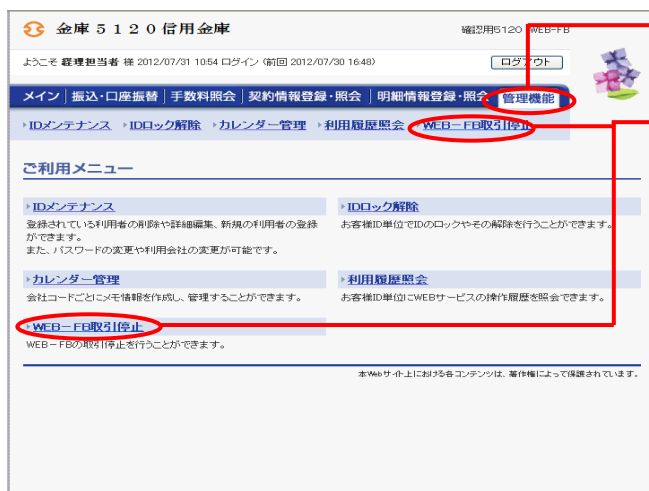 金庫５１２０信用金庫
確認用5120 WEB-FB
ようこそ 経理担当者 様 2012/07/31 10:54 ログイン (前回 2012/07/30 16:48)
ログアウト
メイン 振込・口座振替 手数料照会 契約情報登録・照会 明細情報登録・照会 管理機能
IDメンテナンス IDロック解除 カレンダー管理 利用履歴照会 WEB－FB取引停止
ご利用メニュー
IDメンテナンス
登録されている利用者の削除や詳細編集、新規の利用者の登録
ができます。
また、パスワードの変更や利用会社の変更が可能です。
IDロック解除
お客様ID単位でIDのロックやその解除を行うことができます。
カレンダー管理
会社コードごとにメモ情報を作成し、管理することができます。
利用履歴照会
お客様ID単位にWEBサービスの操作履歴を照会できます。
WEB－FB取引停止
WEB－FBの取引停止を行うことができます。
本Webサイト上における各コンテンツは、著作権によって保護されています。